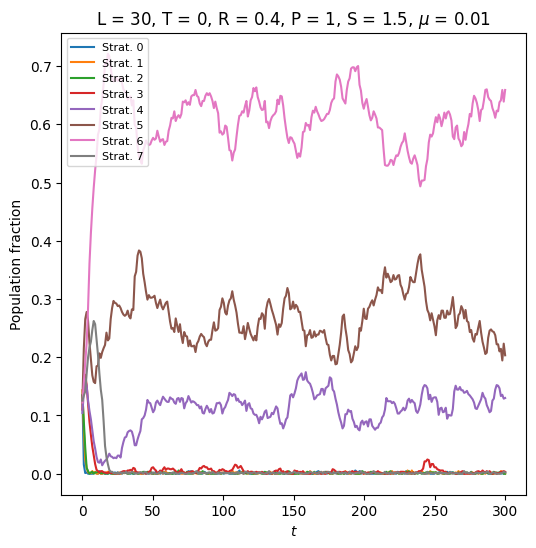 L = 30, T = 0, R = 0.4, P = 1, S = 1.5, μ = 0.01
Strat. 0
Strat. 1
Strat. 2
Strat. 3
Strat. 4
Strat. 5
Strat. 6
Strat. 7
Population fraction
0.7
0.6
0.5
0.4
0.3
0.2
0.1
0.0
0 50 100 150 200 250 300
t